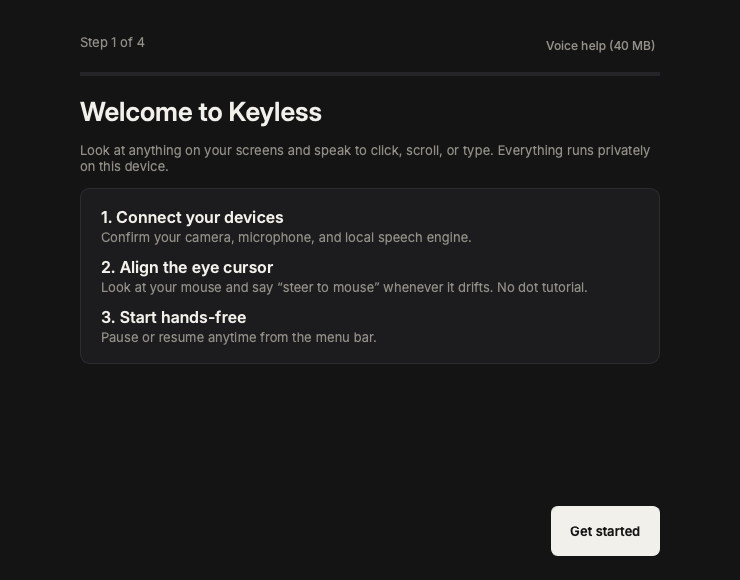 Step 1 of 4
Voice help (40 MB)
Welcome to Keyless
Look at anything on your screens and speak to click, scroll, or type. Everything runs privately
on this device.
1. Connect your devices
Confirm your camera, microphone, and local speech engine.
2. Align the eye cursor
Look at your mouse and say “steer to mouse” whenever it drifts. No dot tutorial.
3. Start hands-free
Pause or resume anytime from the menu bar.
Get started